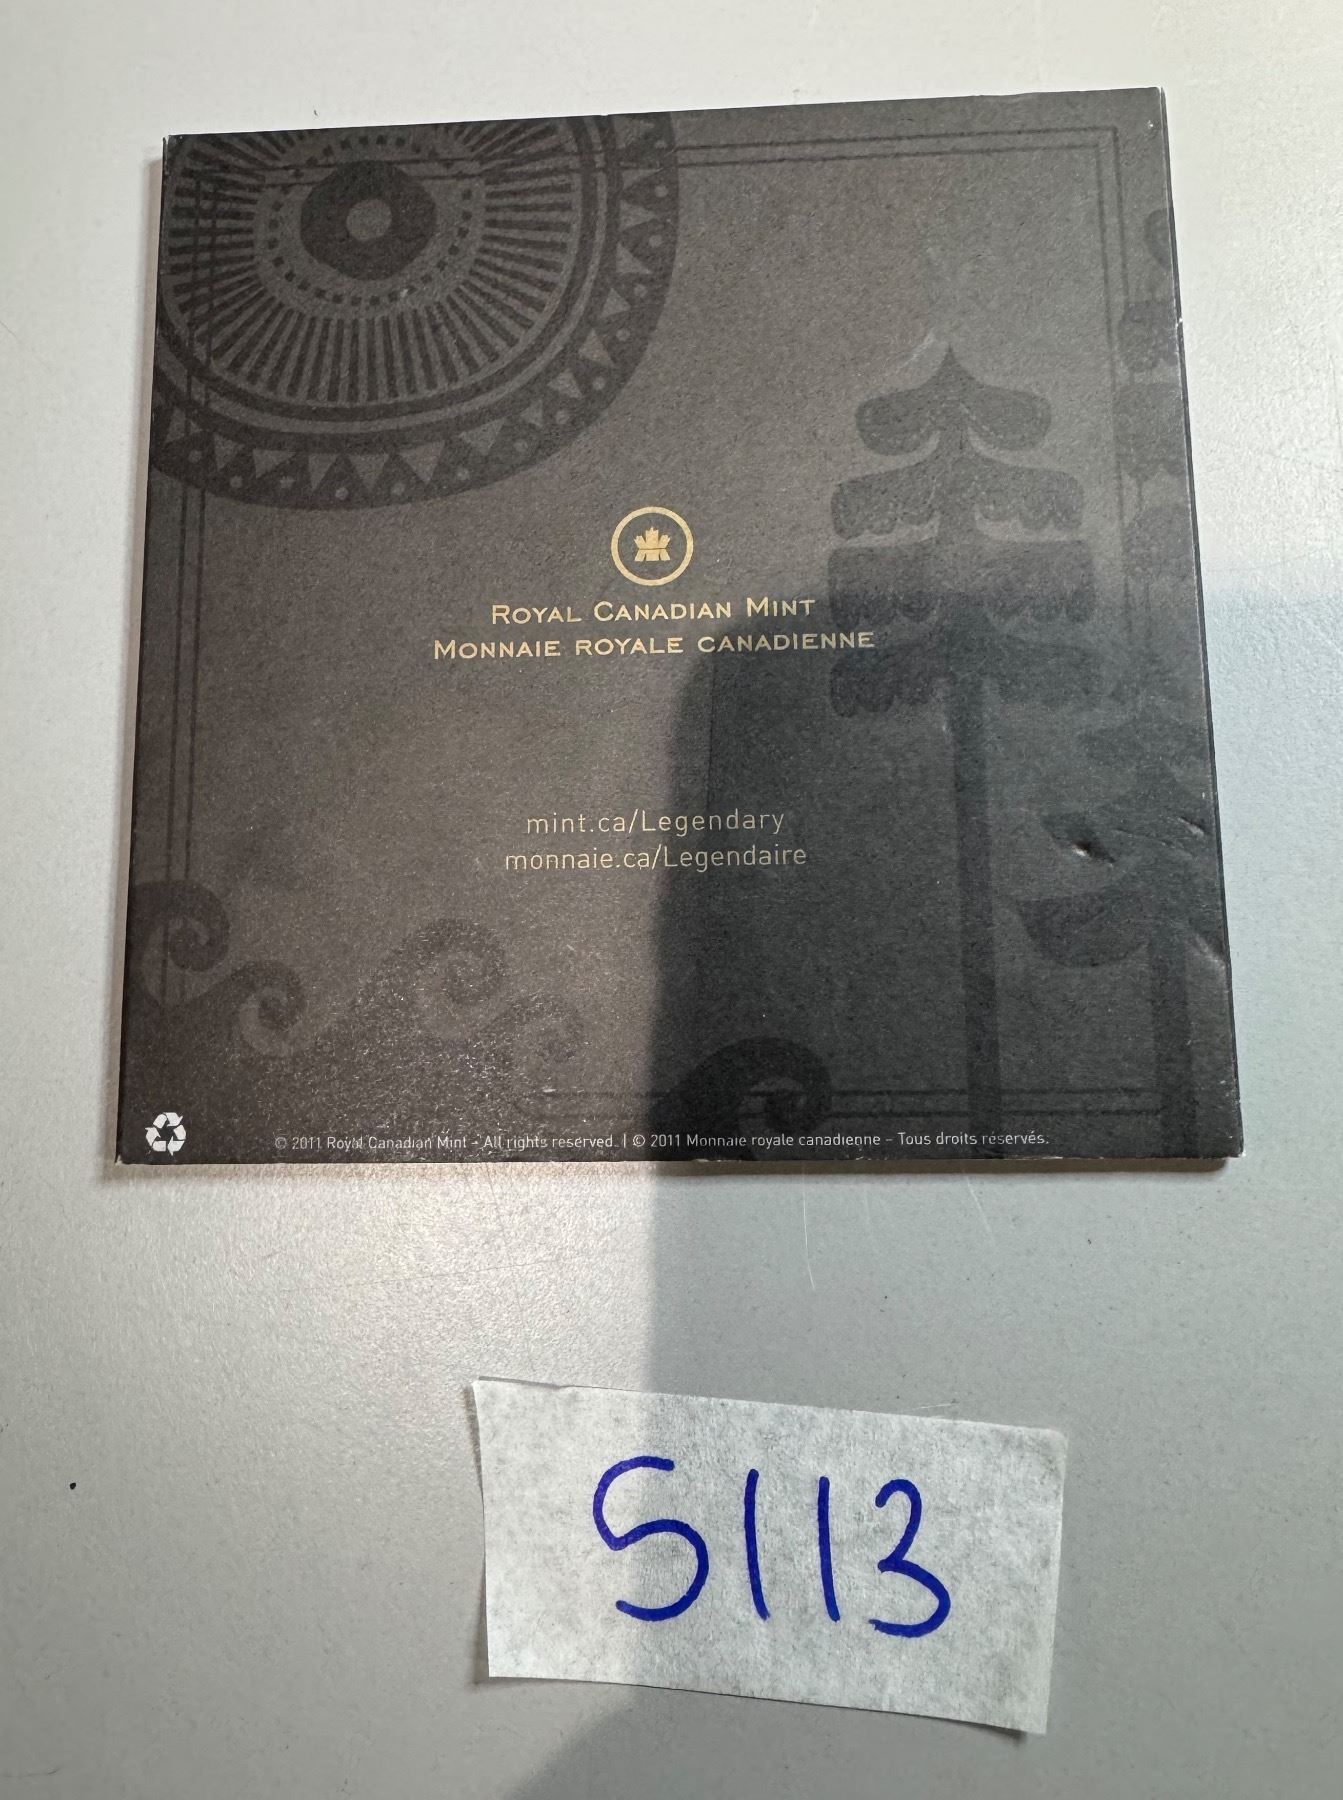 ROYAL CANADIAN MINT
MONNAIE ROYALE CANADIENNE
mint.ca/Legendary
monnaie.ca/Legendaire
© 2011 Royal Canadian Mint - All rights reserved. | © 2011 Monnaie royale canadienne – Tous droits réservés.
5113